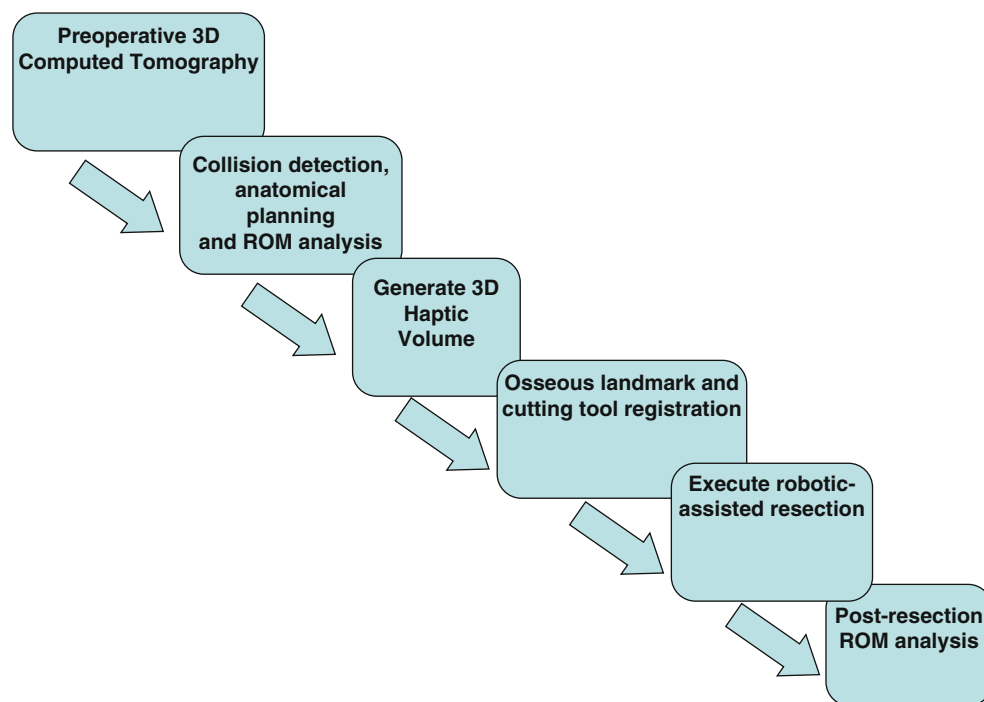 Preoperative 3D
Computed Tomography
Collision detection,
anatomical
planning
and ROM analysis
Generate 3D
Haptic
Volume
Osseous landmark and
cutting tool registration
Execute robotic-
assisted resection
Post-resection
ROM analysis